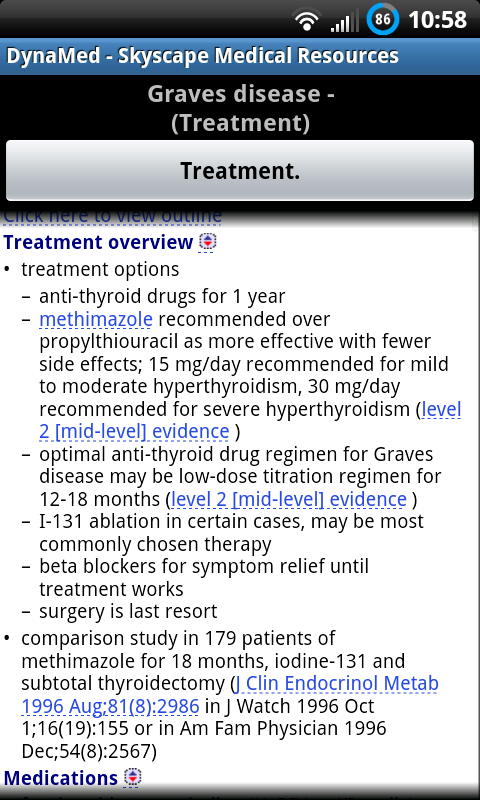 86 10:58
DynaMed - Skyscape Medical Resources
Graves disease -
(Treatment)
Treatment.
Click here to view outline
Treatment overview
• treatment options
– anti-thyroid drugs for 1 year
– methimazole recommended over
propylthiouracil as more effective with fewer
side effects; 15 mg/day recommended for mild
to moderate hyperthyroidism, 30 mg/day
recommended for severe hyperthyroidism (level
2 [mid-level] evidence )
– optimal anti-thyroid drug regimen for Graves
disease may be low-dose titration regimen for
12-18 months (level 2 [mid-level] evidence )
– I-131 ablation in certain cases, may be most
commonly chosen therapy
– beta blockers for symptom relief until
treatment works
– surgery is last resort
• comparison study in 179 patients of
methimazole for 18 months, iodine-131 and
subtotal thyroidectomy (J Clin Endocrinol Metab
1996 Aug;81(8):2986 in J Watch 1996 Oct
1;16(19):155 or in Am Fam Physician 1996
Dec;54(8):2567)
Medications